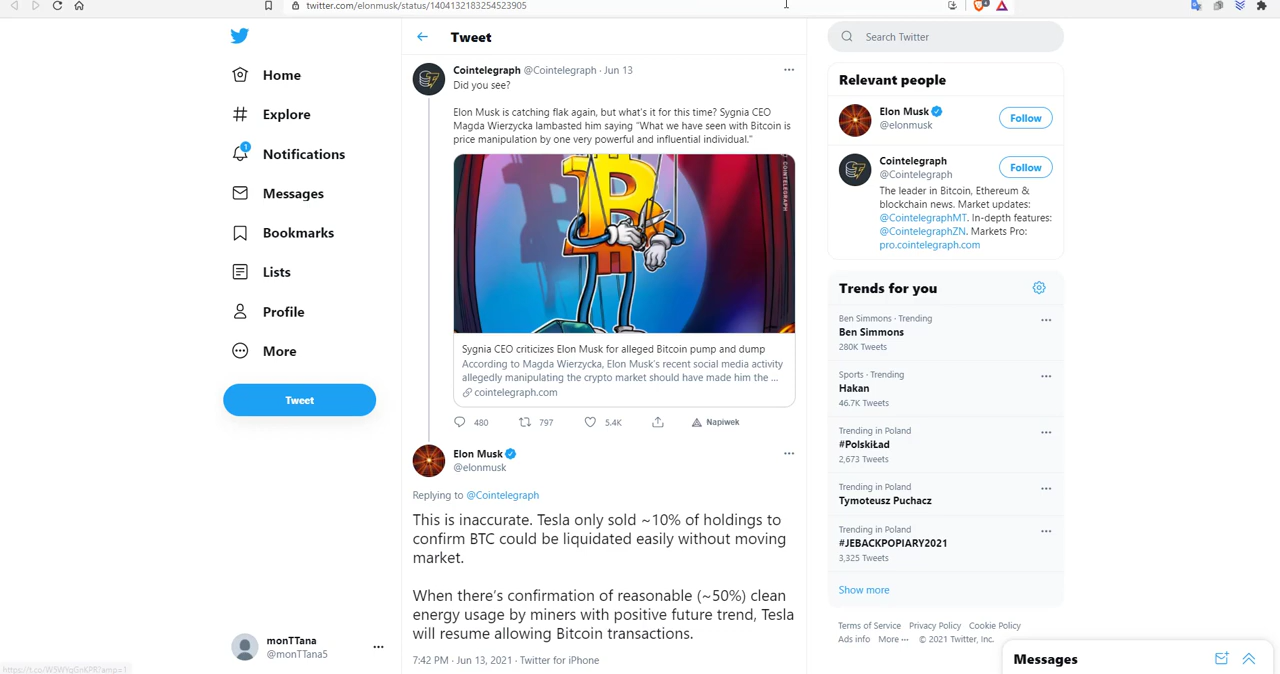 twitter.com/elonmusk/status/1404132183254523905
Home
Explore
1
Notifications
Messages
Bookmarks
Lists
Profile
More
Tweet
monTTana
@monTTana5
Tweet
Cointelegraph @Cointelegraph · Jun 13
Did you see?
Elon Musk is catching flak again, but what's it for this time? Sygnia CEO
Magda Wierzycka lambasted him saying "What we have seen with Bitcoin is
price manipulation by one very powerful and influential individual."
COINTELEGRAPH
Sygnia CEO criticizes Elon Musk for alleged Bitcoin pump and dump
According to Magda Wierzycka, Elon Musk's recent social media activity
allegedly manipulating the crypto market should have made him the ...
cointelegraph.com
480 797 5.4K Napiwek
Elon Musk
@elonmusk
Replying to @Cointelegraph
This is inaccurate. Tesla only sold ~10% of holdings to
confirm BTC could be liquidated easily without moving
market.
When there's confirmation of reasonable (~50%) clean
energy usage by miners with positive future trend, Tesla
will resume allowing Bitcoin transactions.
7:42 PM · Jun 13, 2021 · Twitter for iPhone
Search Twitter
Relevant people
Elon Musk
@elonmusk
Follow
Cointelegraph
@Cointelegraph
Follow
The leader in Bitcoin, Ethereum &
blockchain news. Market updates:
@CointelegraphMT. In-depth features:
@CointelegraphZN. Markets Pro:
pro.cointelegraph.com
Trends for you
Ben Simmons · Trending
Ben Simmons
280K Tweets
Sports · Trending
Hakan
46.7K Tweets
Trending in Poland
#PolskiŁad
2,673 Tweets
Trending in Poland
Tymoteusz Puchacz
Trending in Poland
#JEBACKPOPIARY2021
3,325 Tweets
Show more
Terms of Service Privacy Policy Cookie Policy
Ads info More ··· © 2021 Twitter, Inc.
Messages